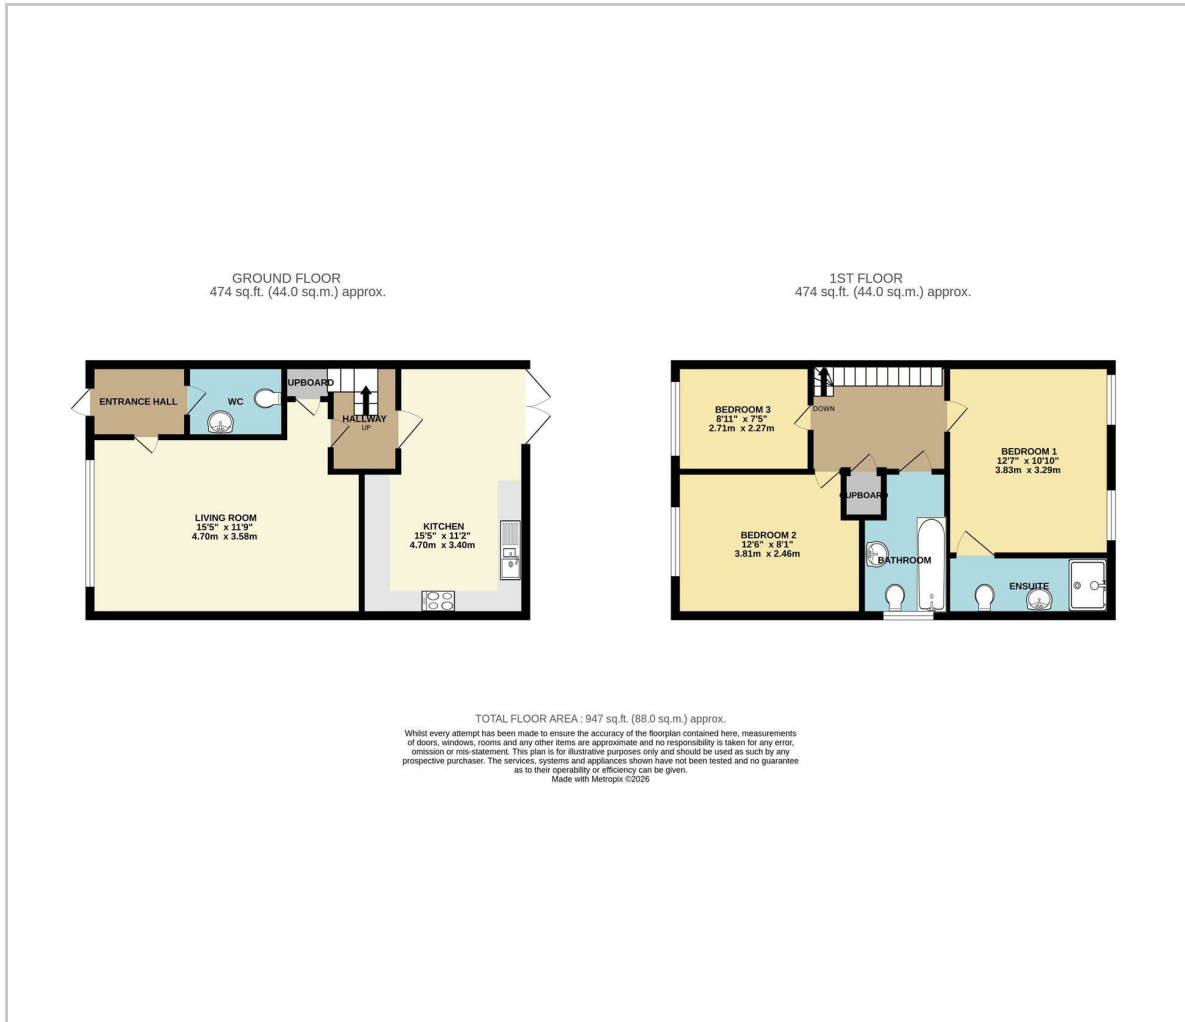 GROUND FLOOR
474 sq.ft. (44.0 sq.m.) approx.
ENTRANCE HALL
WC
UPBOARD
HALLWAY
UP
LIVING ROOM
15'5" x 11'9"
4.70m x 3.58m
KITCHEN
15'5" x 11'2"
4.70m x 3.40m
1ST FLOOR
474 sq.ft. (44.0 sq.m.) approx.
BEDROOM 3
8'11" x 7'5"
2.71m x 2.27m
DOWN
BEDROOM 1
12'7" x 10'10"
3.83m x 3.29m
CUPBOARD
BEDROOM 2
12'6" x 8'1"
3.81m x 2.46m
BATHROOM
ENSUITE
TOTAL FLOOR AREA : 947 sq.ft. (88.0 sq.m.) approx.
Whilst every attempt has been made to ensure the accuracy of the floorplan contained here, measurements
of doors, windows, rooms and any other items are approximate and no responsibility is taken for any error,
omission or mis-statement. This plan is for illustrative purposes only and should be used as such by any
prospective purchaser. The services, systems and appliances shown have not been tested and no guarantee
as to their operability or efficiency can be given.
Made with Metropix ©2026